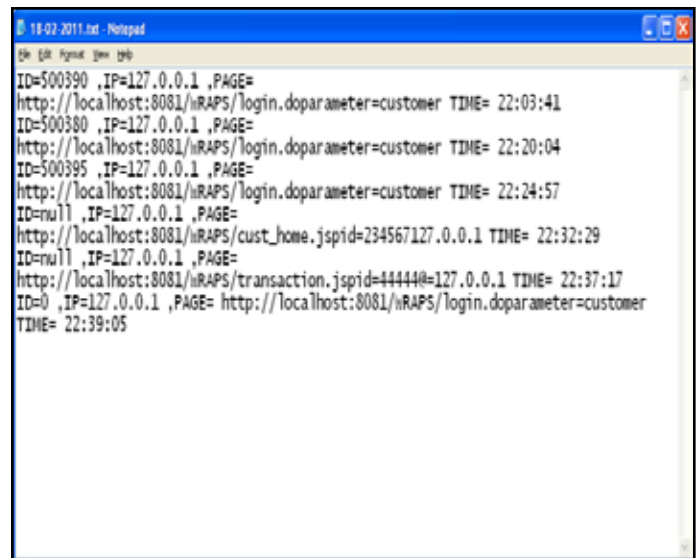 18-02-2011.txt - Notepad
File Edit Format View Help
ID=500390 ,IP=127.0.0.1 ,PAGE=
http://localhost:8081/WRAPS/login.doparameter=customer TIME= 22:03:41
ID=500380 ,IP=127.0.0.1 ,PAGE=
http://localhost:8081/WRAPS/login.doparameter=customer TIME= 22:20:04
ID=500395 ,IP=127.0.0.1 ,PAGE=
http://localhost:8081/WRAPS/login.doparameter=customer TIME= 22:24:57
ID=null ,IP=127.0.0.1 ,PAGE=
http://localhost:8081/WRAPS/cust_home.jspid=234567127.0.0.1 TIME= 22:32:29
ID=null ,IP=127.0.0.1 ,PAGE=
http://localhost:8081/WRAPS/transaction.jspid=44444@=127.0.0.1 TIME= 22:37:17
ID=0 ,IP=127.0.0.1 ,PAGE= http://localhost:8081/WRAPS/login.doparameter=customer
TIME= 22:39:05